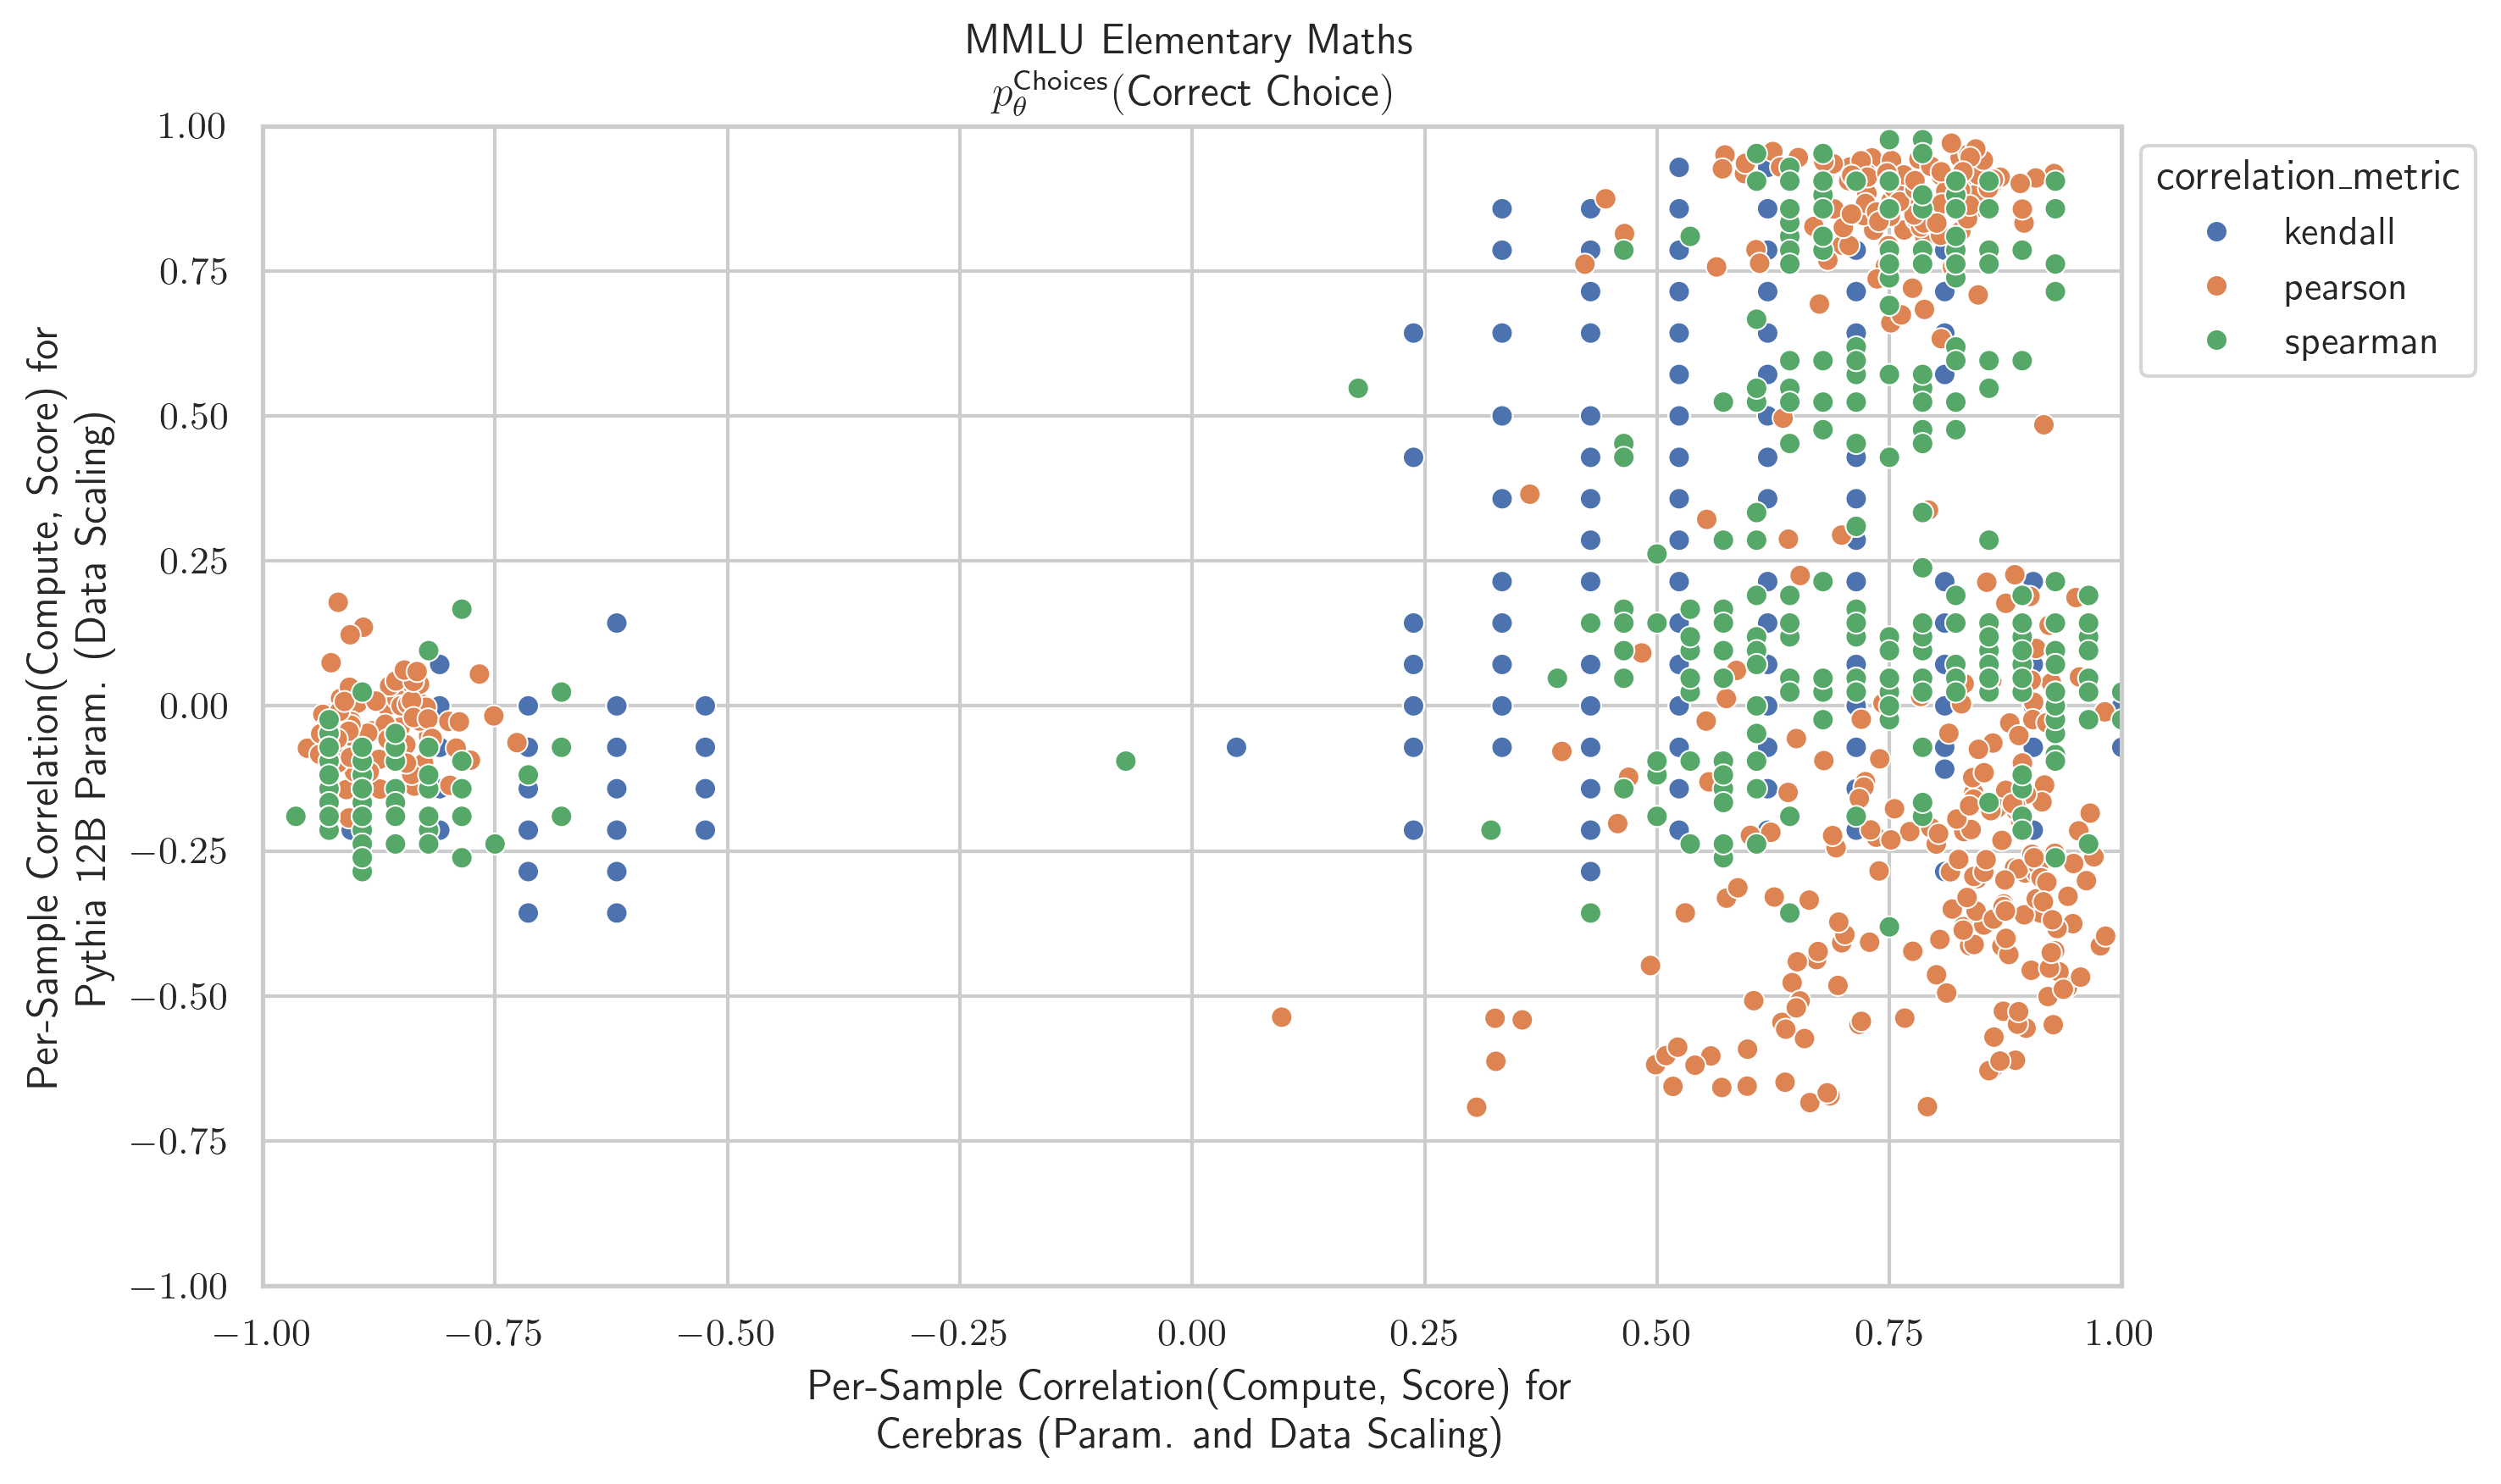 MMLU Elementary Maths
p_θ^Choices(Correct Choice)
1.00
0.75
0.50
0.25
0.00
−0.25
−0.50
−0.75
−1.00
Per-Sample Correlation(Compute, Score) for
Pythia 12B Param. (Data Scaling)
correlation_metric
kendall
pearson
spearman
−1.00
−0.75
−0.50
−0.25
0.00
0.25
0.50
0.75
1.00
Per-Sample Correlation(Compute, Score) for
Cerebras (Param. and Data Scaling)